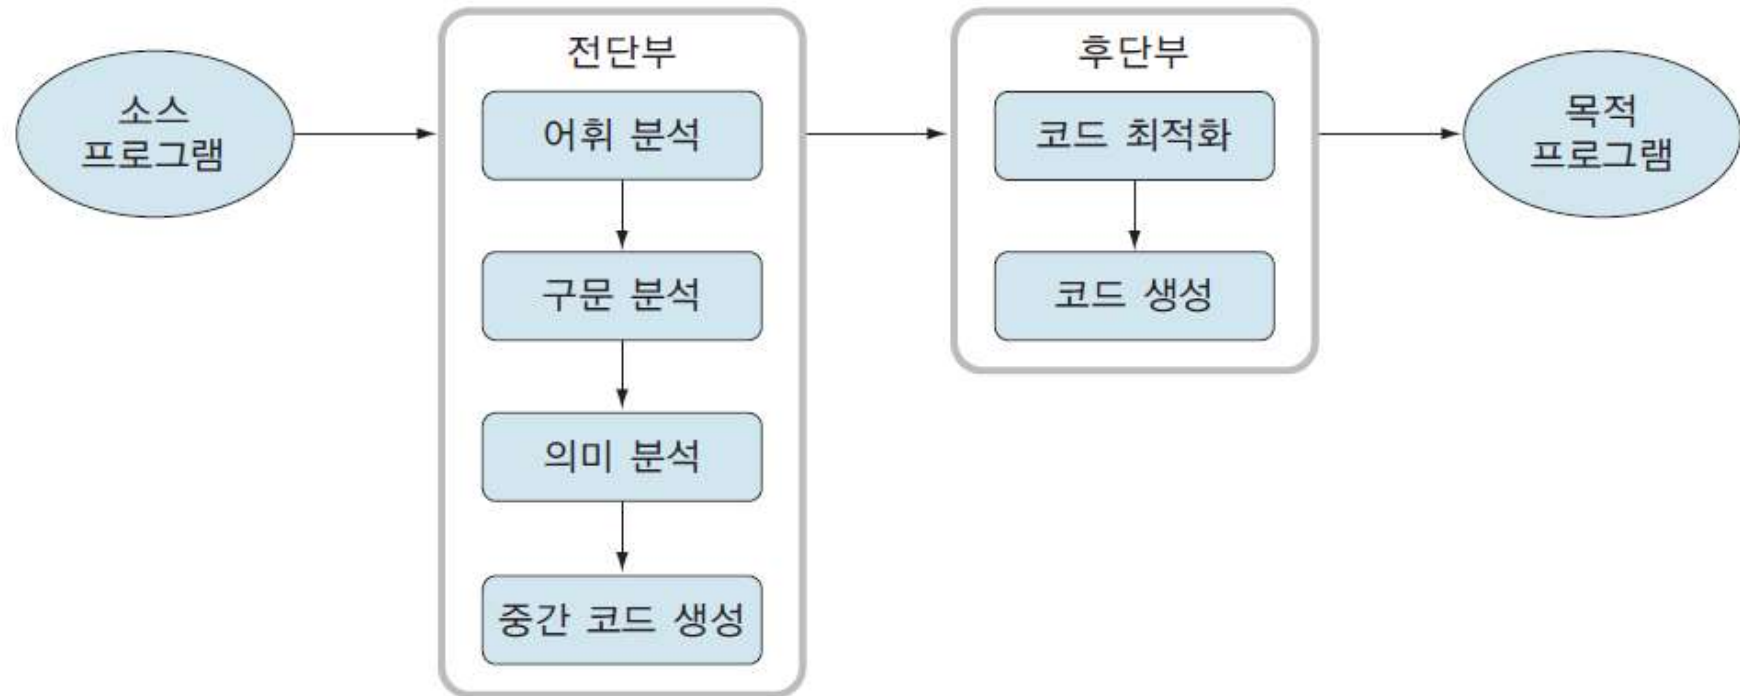 소스
프로그램
전단부
어휘 분석
구문 분석
의미 분석
중간 코드 생성
후단부
코드 최적화
코드 생성
목적
프로그램